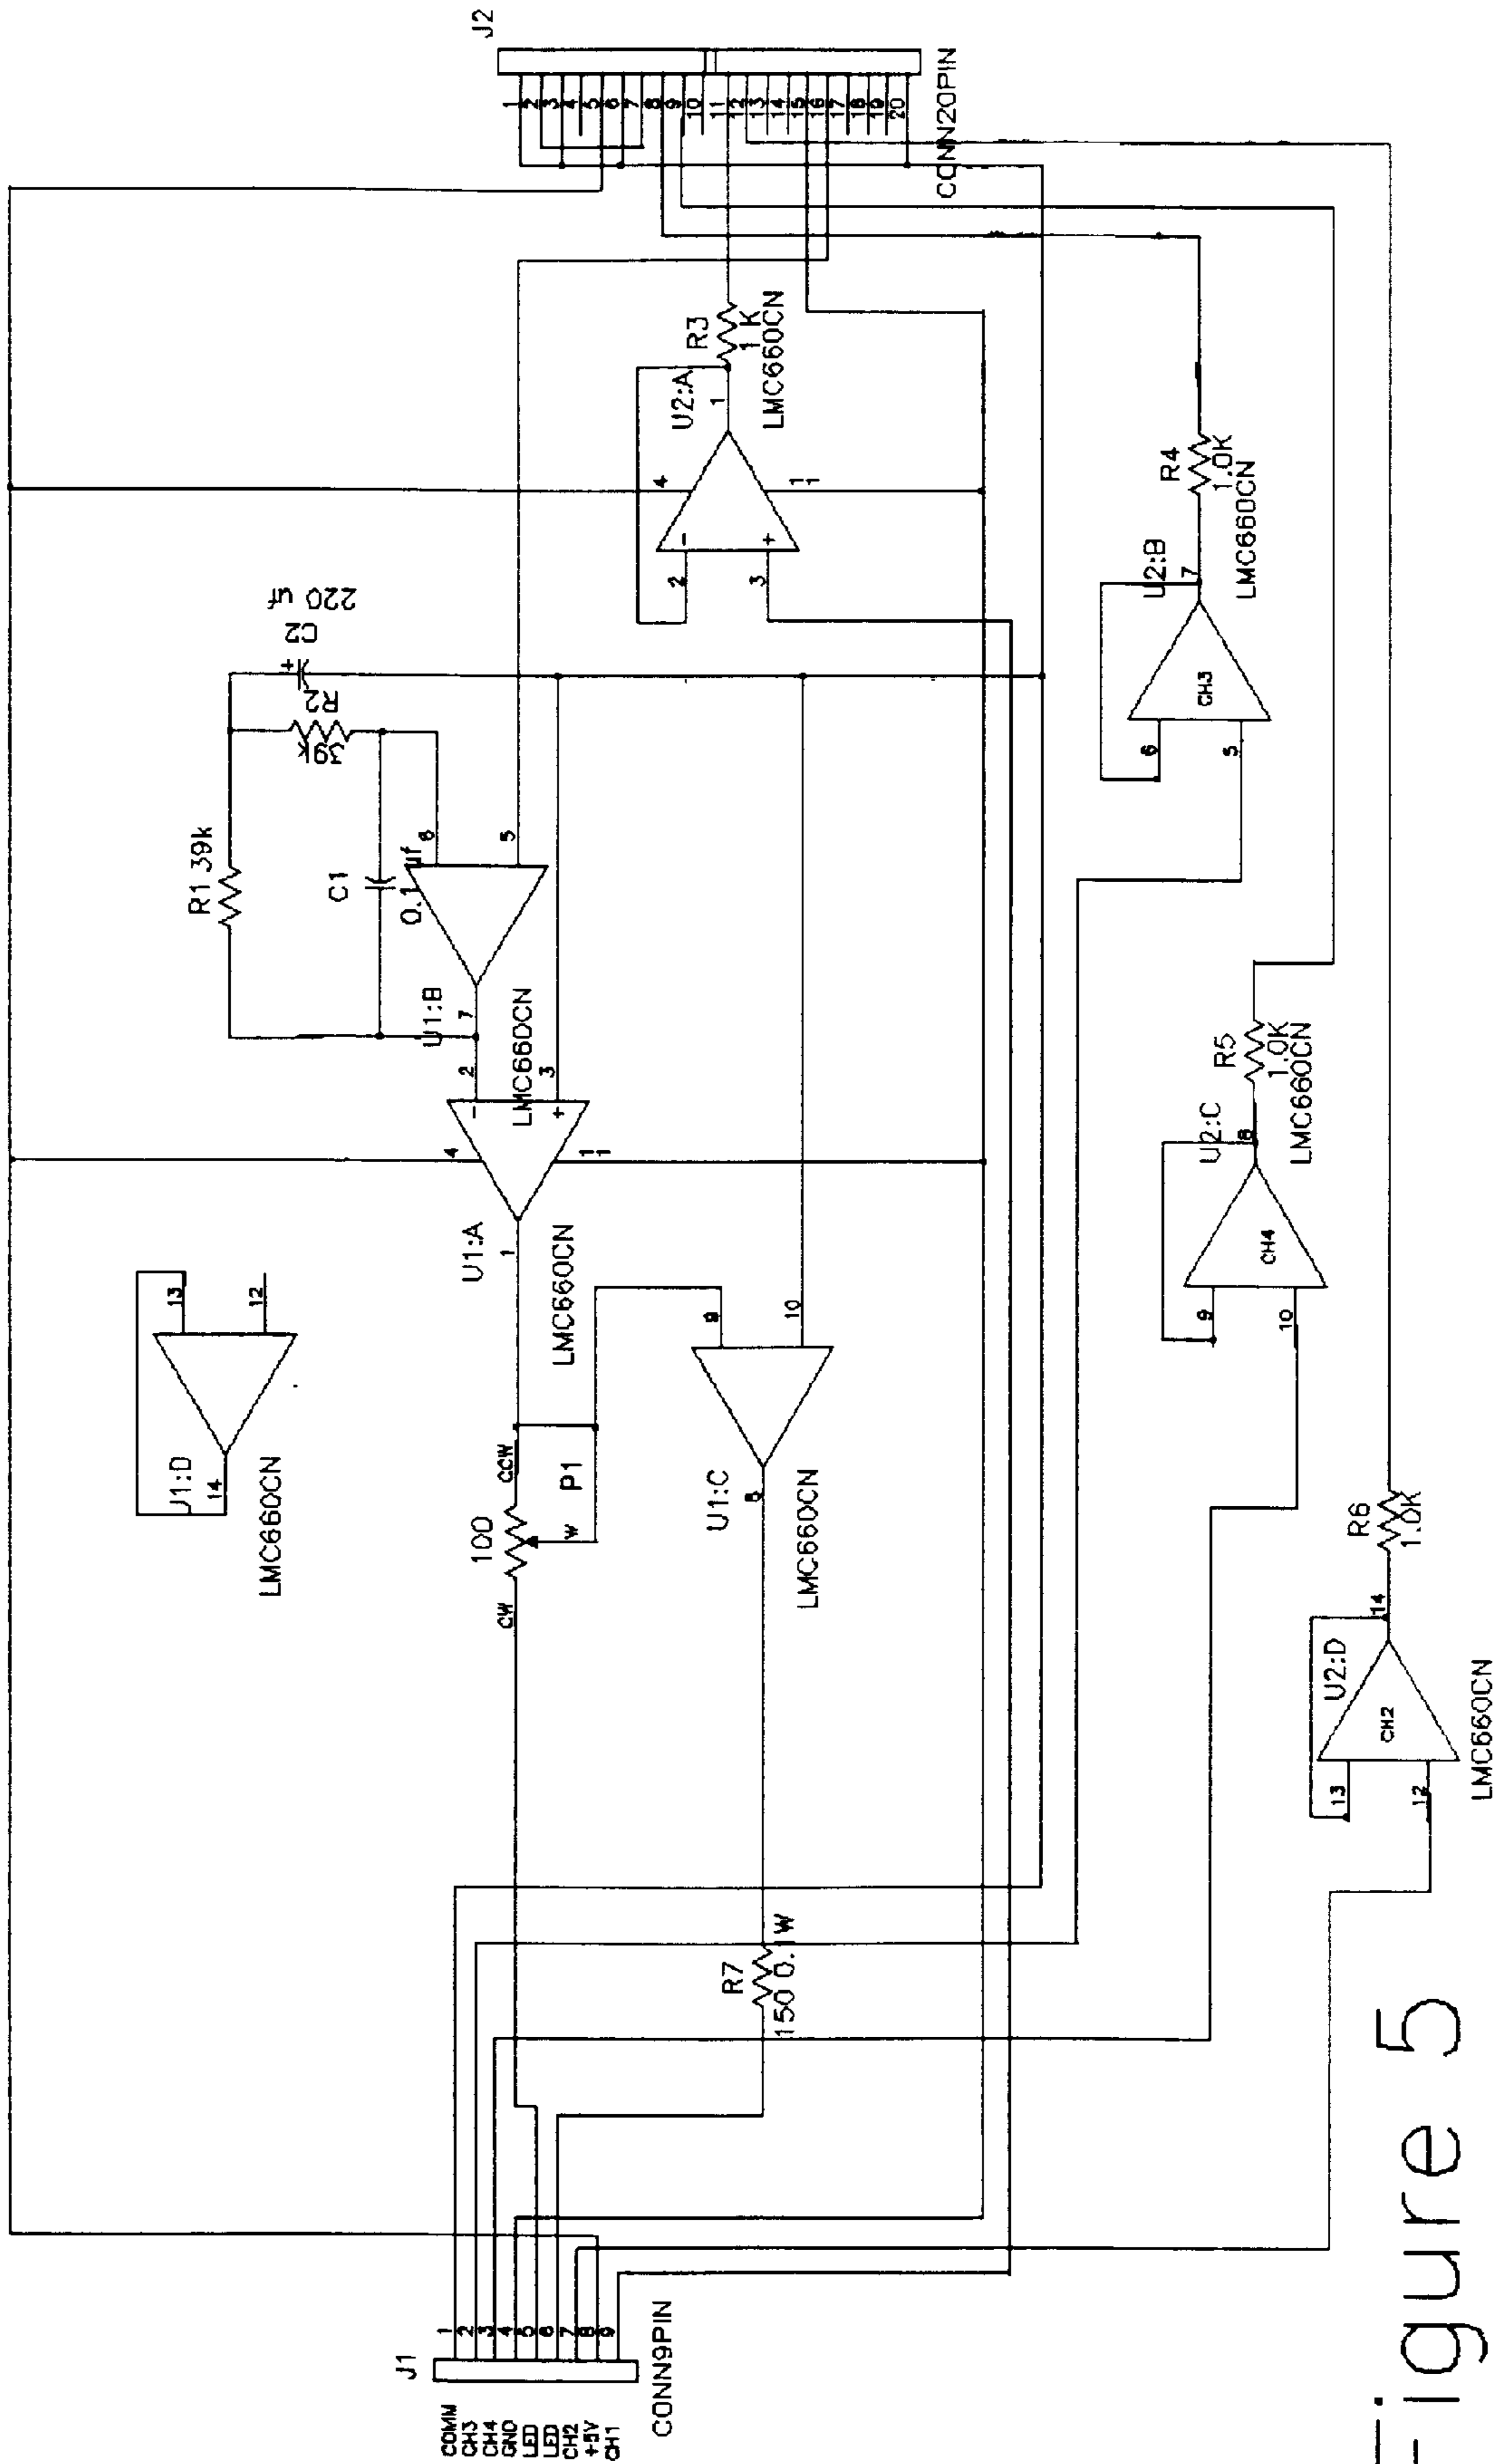 J1
COMM 1
CH3 2
CH4 3
GND 4
LED 5
LED 6
CH2 7
+5V 8
CH1 9
CONN9PIN
J2
1
2
3
4
5
6
7
8
9
10
11
12
13
14
15
16
17
18
19
20
CONN20PIN
U1:D
14
13
12
LMC660CN
R1 39k
C1
0.1 uf
R2
39k
C2
220 uf
6
5
7
U1:B
LMC660CN
2
3
-
+
4
11
1
U1:A
LMC660CN
CW
100
CCW
W
P1
9
10
8
U1:C
LMC660CN
R7
150 0.1W
U2:A
4
11
2
3
-
+
1
R3
1 K
LMC660CN
U2:B
CH3
6
5
7
R4
1.0K
LMC660CN
U2:C
CH4
9
10
8
R5
1.0K
LMC660CN
U2:D
CH2
13
12
14
R6
1.0K
LMC660CN
Figure 5